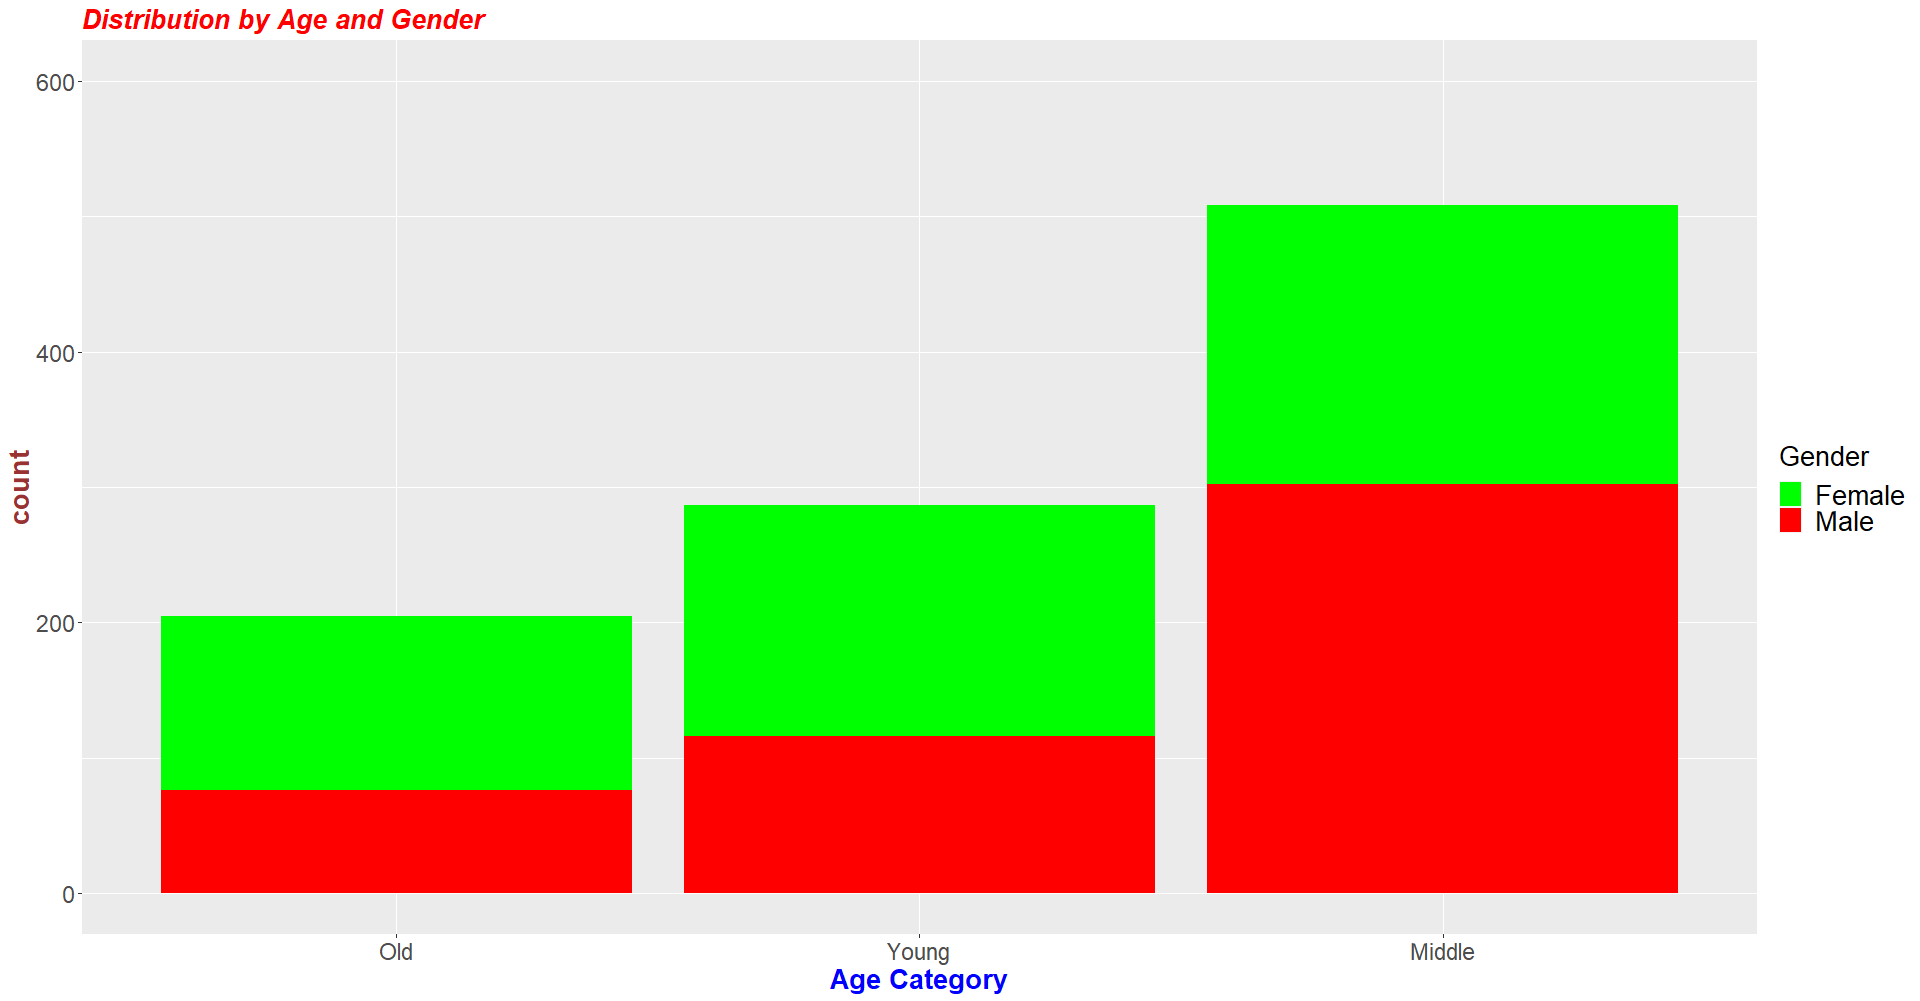 Distribution by Age and Gender
600
400
200
0
count
Old Young Middle
Age Category
Gender
Female
Male